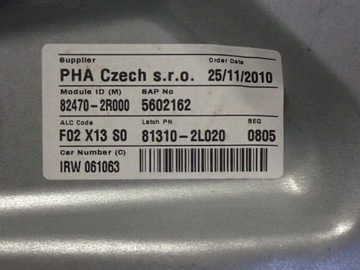 Supplier Order Date
PHA Czech s.r.o. 25/11/2010
Module ID (M) SAP No
82470-2R000 5602162
ALC Code Latch PN SEQ
F02 X13 S0 81310-2L020 0805
Car Number (C)
IRW 061063